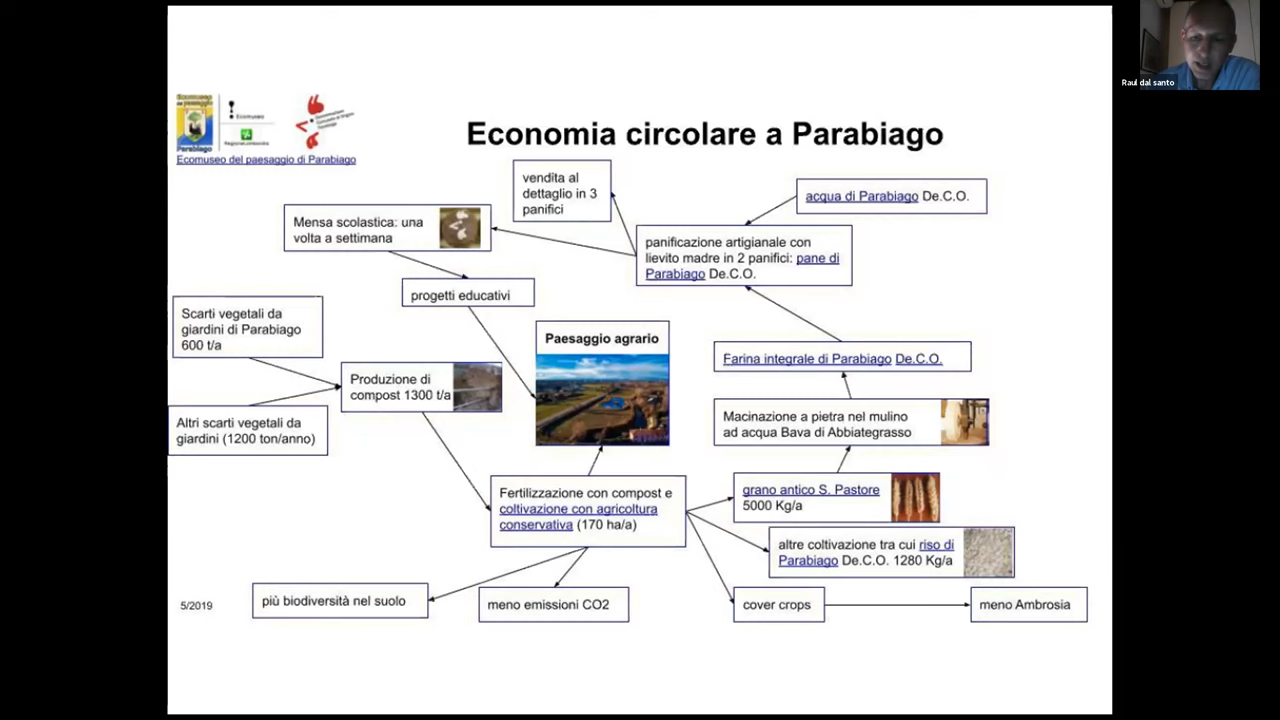 Raul dal santo
Ecomuseo
Parabiago
Ecomuseo del paesaggio di Parabiago
Economia circolare a Parabiago
vendita al
dettaglio in 3
panifici
acqua di Parabiago De.C.O.
Mensa scolastica: una
volta a settimana
panificazione artigianale con
lievito madre in 2 panifici: pane di
Parabiago De.C.O.
progetti educativi
Scarti vegetali da
giardini di Parabiago
600 t/a
Paesaggio agrario
Farina integrale di Parabiago De.C.O.
Produzione di
compost 1300 t/a
Altri scarti vegetali da
giardini (1200 ton/anno)
Macinazione a pietra nel mulino
ad acqua Bava di Abbiategrasso
Fertilizzazione con compost e
coltivazione con agricoltura
conservativa (170 ha/a)
grano antico S. Pastore
5000 Kg/a
altre coltivazione tra cui riso di
Parabiago De.C.O. 1280 Kg/a
5/2019
più biodiversità nel suolo
meno emissioni CO2
cover crops
meno Ambrosia